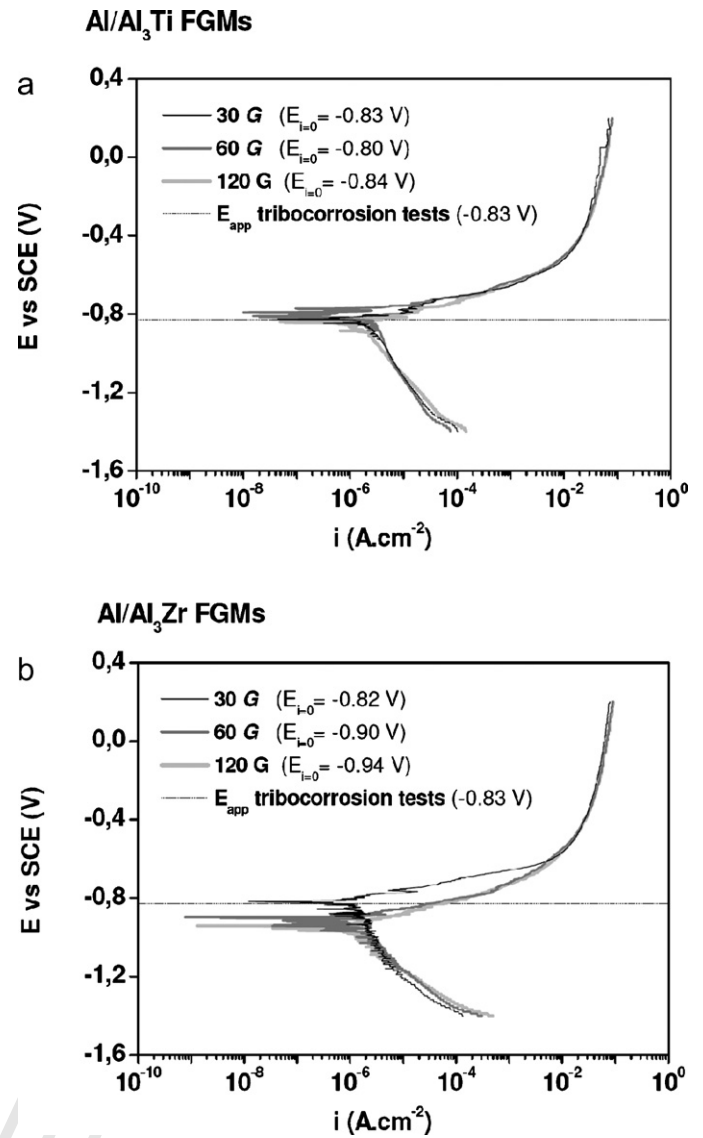 Al/Al3Ti FGMs
a
0,4
30 G (Ei=0= -0.83 V)
0,0
60 G (Ei=0= -0.80 V)
120 G (Ei=0= -0.84 V)
Eapp tribocorrosion tests (-0.83 V)
-0,4
E vs SCE (V)
-0,8
-1,2
-1,6
10-10 10-8 10-6 10-4 10-2 100
i (A.cm-2)
Al/Al3Zr FGMs
b
0,4
30 G (Ei=0= -0.82 V)
0,0
60 G (Ei=0= -0.90 V)
120 G (Ei=0= -0.94 V)
Eapp tribocorrosion tests (-0.83 V)
-0,4
E vs SCE (V)
-0,8
-1,2
-1,6
10-10 10-8 10-6 10-4 10-2 100
i (A.cm-2)